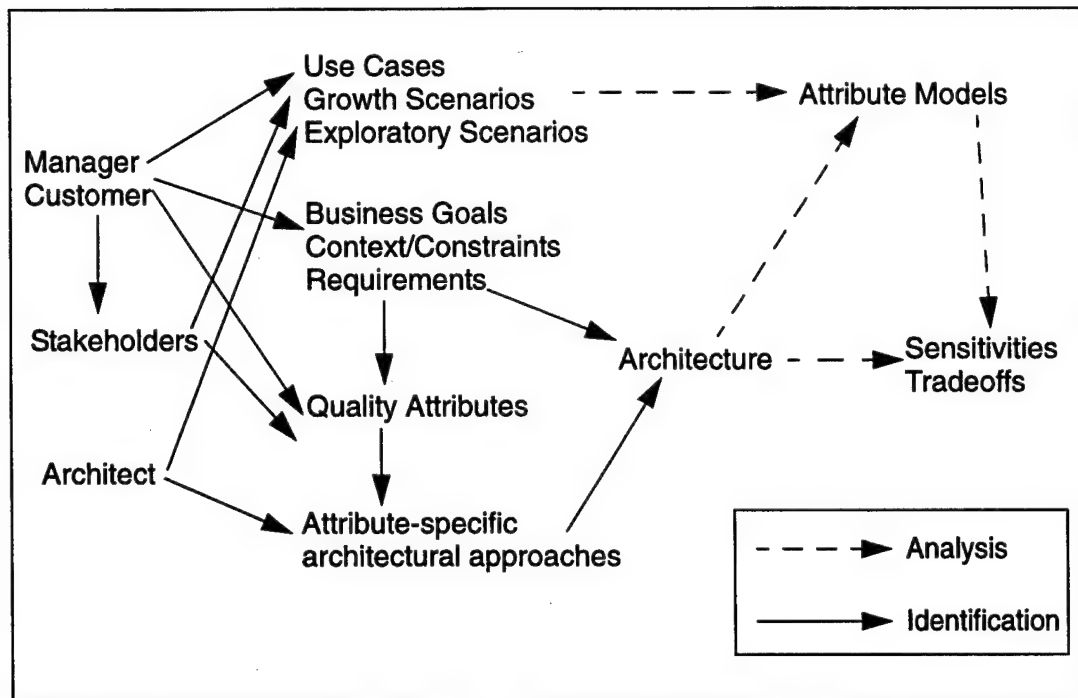 Use Cases
Growth Scenarios
Exploratory Scenarios
Attribute Models
Manager
Customer
Business Goals
Context/Constraints
Requirements
Stakeholders
Architecture
Sensitivities
Tradeoffs
Quality Attributes
Architect
Attribute-specific
architectural approaches
Analysis
Identification